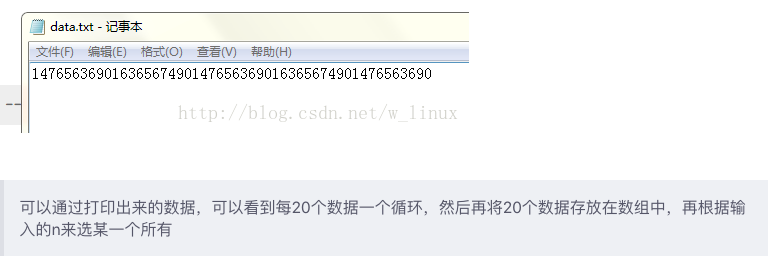 data.txt - 记事本
文件(F) 编辑(E) 格式(O) 查看(V) 帮助(H)
14765636901636567490147656369016365674901476563690
--
http://blog.csdn.net/w_linux
可以通过打印出来的数据，可以看到每20个数据一个循环，然后再将20个数据存放在数组中，再根据输
入的n来选某一个所有